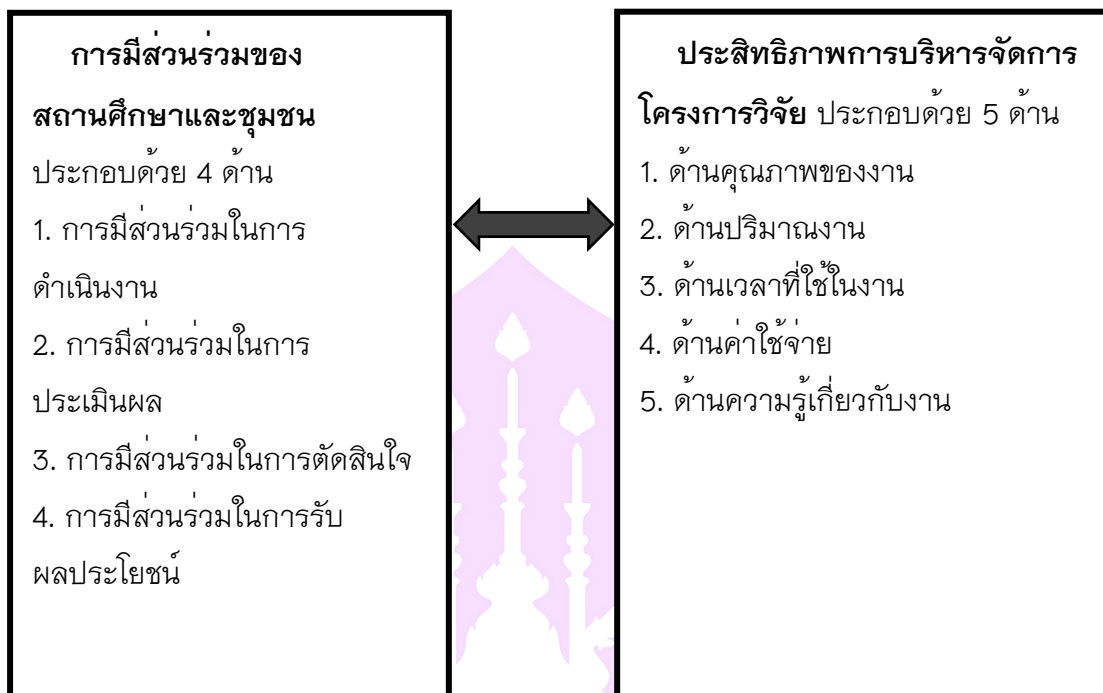 การมีส่วนร่วมของ
สถานศึกษาและชุมชน
ประกอบด้วย 4 ด้าน
1. การมีส่วนร่วมในการ
ดำเนินงาน
2. การมีส่วนร่วมในการ
ประเมินผล
3. การมีส่วนร่วมในการตัดสินใจ
4. การมีส่วนร่วมในการรับ
ผลประโยชน์
ประสิทธิภาพการบริหารจัดการ
โครงการวิจัย ประกอบด้วย 5 ด้าน
1. ด้านคุณภาพของงาน
2. ด้านปริมาณงาน
3. ด้านเวลาที่ใช้ในงาน
4. ด้านค่าใช้จ่าย
5. ด้านความรู้เกี่ยวกับงาน